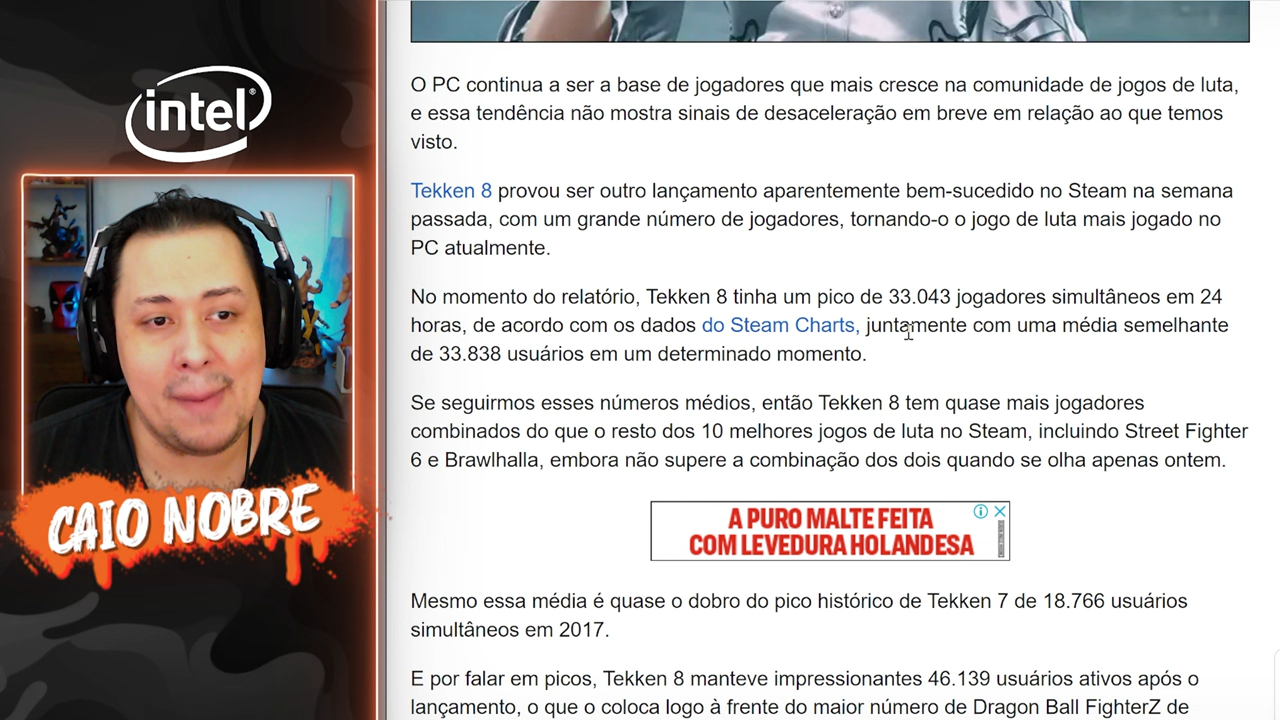 intel
CAIO NOBRE
O PC continua a ser a base de jogadores que mais cresce na comunidade de jogos de luta,
e essa tendência não mostra sinais de desaceleração em breve em relação ao que temos
visto.
Tekken 8 provou ser outro lançamento aparentemente bem-sucedido no Steam na semana
passada, com um grande número de jogadores, tornando-o o jogo de luta mais jogado no
PC atualmente.
No momento do relatório, Tekken 8 tinha um pico de 33.043 jogadores simultâneos em 24
horas, de acordo com os dados do Steam Charts, juntamente com uma média semelhante
de 33.838 usuários em um determinado momento.
Se seguirmos esses números médios, então Tekken 8 tem quase mais jogadores
combinados do que o resto dos 10 melhores jogos de luta no Steam, incluindo Street Fighter
6 e Brawlhalla, embora não supere a combinação dos dois quando se olha apenas ontem.
A PURO MALTE FEITA
COM LEVEDURA HOLANDESA
Mesmo essa média é quase o dobro do pico histórico de Tekken 7 de 18.766 usuários
simultâneos em 2017.
E por falar em picos, Tekken 8 manteve impressionantes 46.139 usuários ativos após o
lançamento, o que o coloca logo à frente do maior número de Dragon Ball FighterZ de